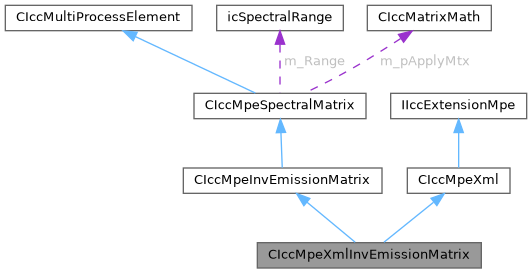 CIccMultiProcessElement
icSpectralRange
CIccMatrixMath
m_Range
m_pApplyMtx
CIccMpeSpectralMatrix
IIccExtensionMpe
CIccMpeInvEmissionMatrix
CIccMpeXml
CIccMpeXmlInvEmissionMatrix